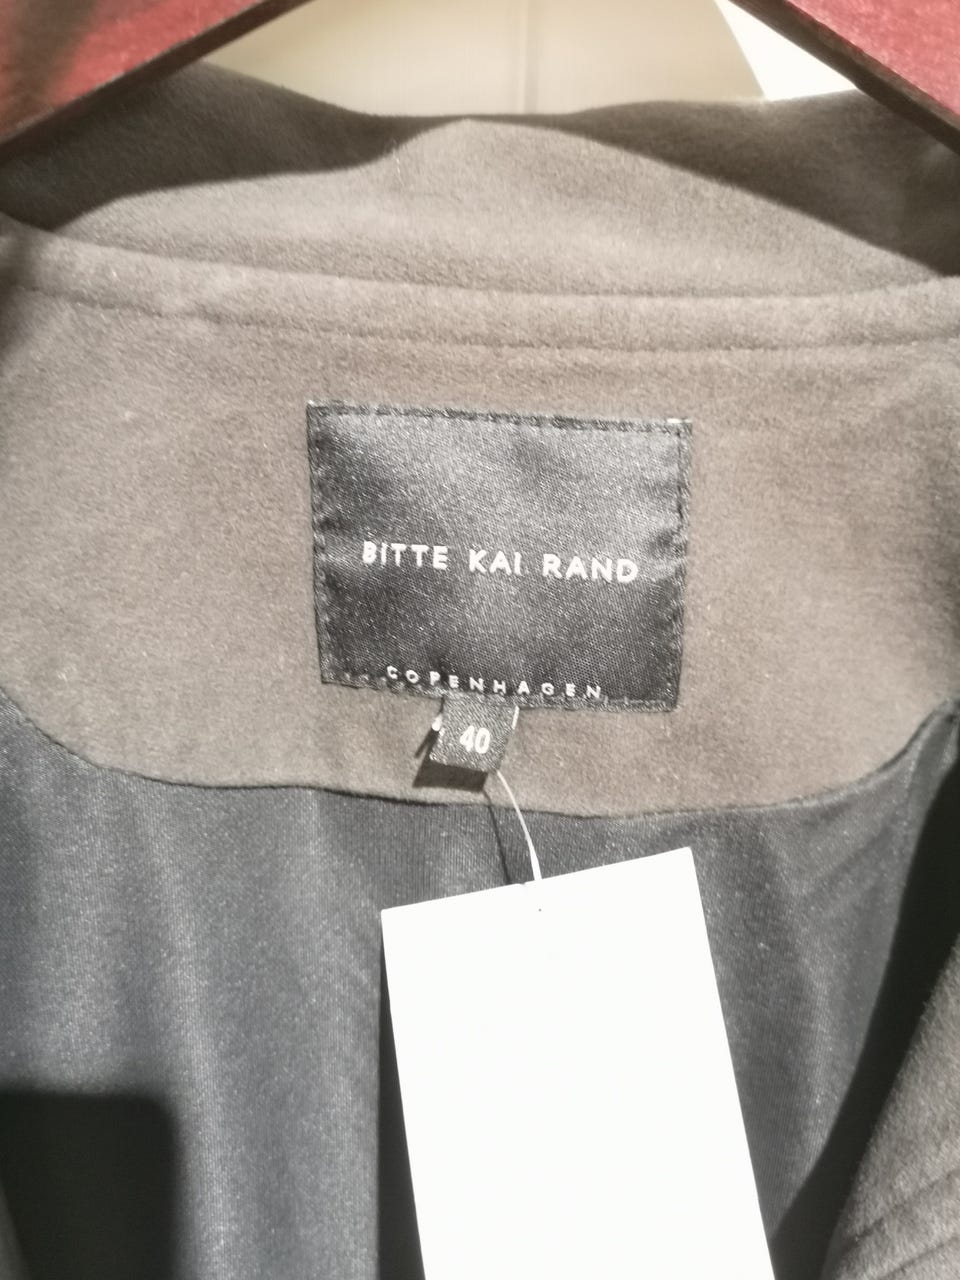 BiTTE KAi RAND
COPENHAGEN
40